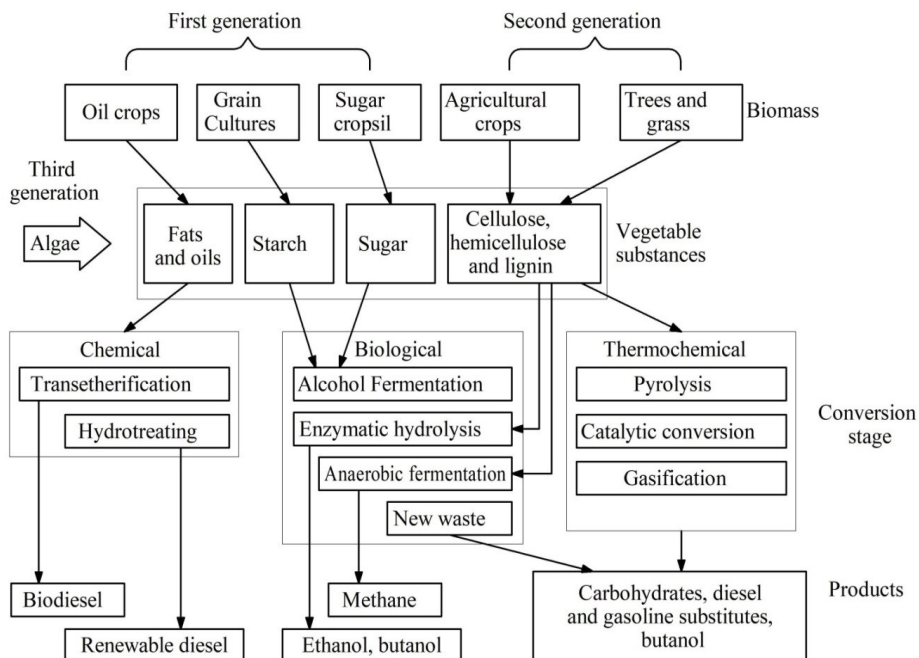 First generation
Second generation
Oil crops
Grain
Cultures
Sugar
cropsil
Agricultural
crops
Trees and
grass
Biomass
Third
generation
Algae
Fats
and oils
Starch
Sugar
Cellulose,
hemicellulose
and lignin
Vegetable
substances
Chemical
Transetherification
Hydrotreating
Biological
Alcohol Fermentation
Enzymatic hydrolysis
Anaerobic fermentation
New waste
Thermochemical
Pyrolysis
Catalytic conversion
Gasification
Conversion
stage
Biodiesel
Renewable diesel
Methane
Ethanol, butanol
Carbohydrates, diesel
and gasoline substitutes,
butanol
Products